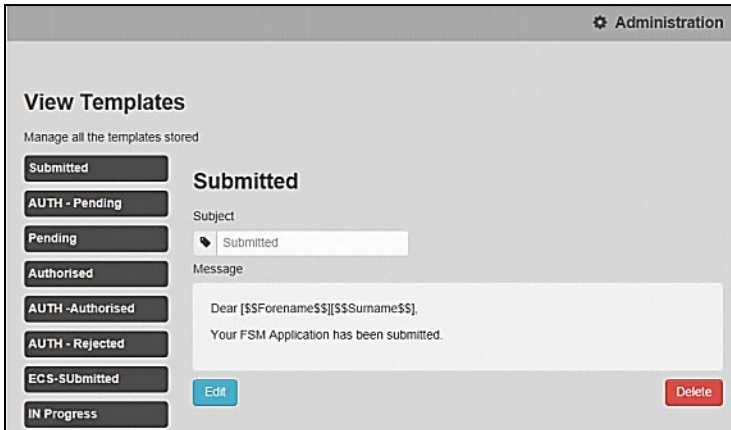 Administration
View Templates
Manage all the templates stored
Submitted
AUTH - Pending
Pending
Authorised
AUTH -Authorised
AUTH - Rejected
ECS-SUbmitted
IN Progress
Submitted
Subject
Submitted
Message
Dear [$$Forename$$][$$Surname$$],
Your FSM Application has been submitted.
Edit
Delete